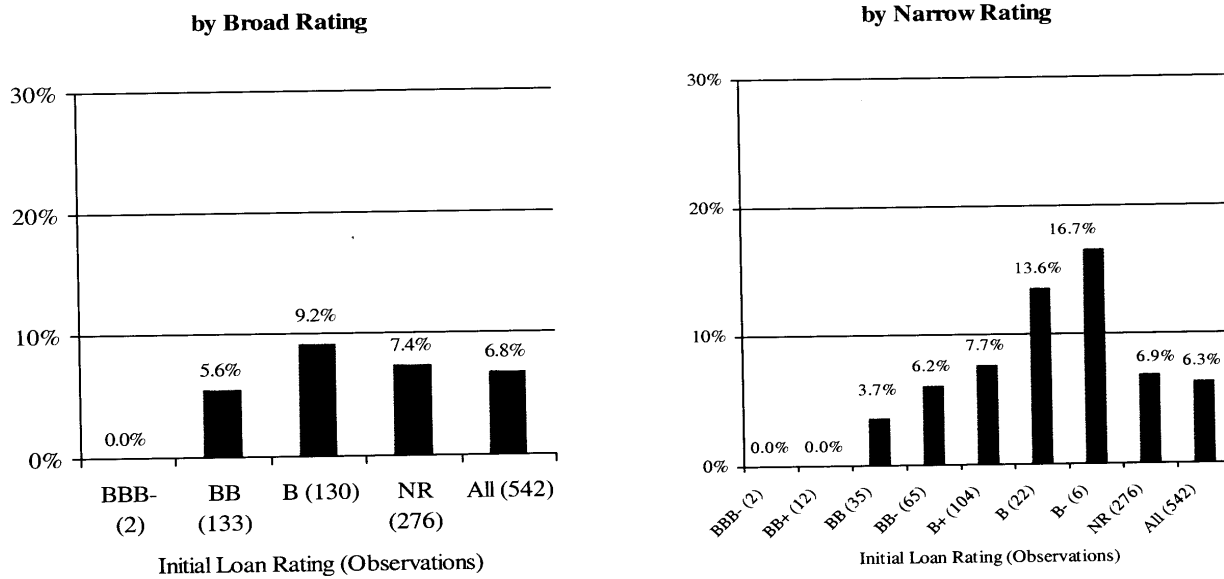 by Broad Rating
30%
20%
10%
0%
0.0%
5.6%
9.2%
7.4%
6.8%
BBB-
(2)
BB
(133)
B (130)
NR
(276)
All (542)
Initial Loan Rating (Observations)
by Narrow Rating
30%
20%
10%
0%
0.0%
0.0%
3.7%
6.2%
7.7%
13.6%
16.7%
6.9%
6.3%
BBB- (2)
BB+ (12)
BB (35)
BB- (65)
B+ (104)
B (22)
B- (6)
NR (276)
All (542)
Initial Loan Rating (Observations)